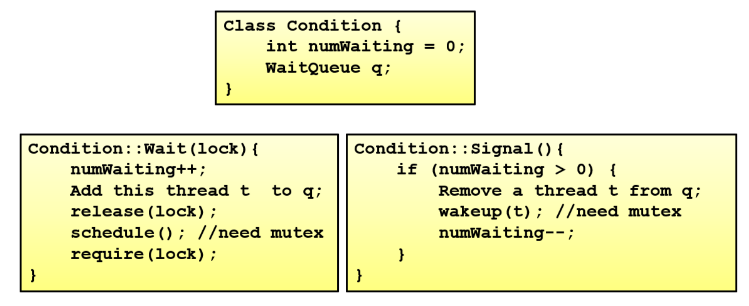 Class Condition {
    int numWaiting = 0;
    WaitQueue q;
}
Condition::Wait(lock){
    numWaiting++;
    Add this thread t  to q;
    release(lock);
    schedule(); //need mutex
    require(lock);
}
Condition::Signal(){
    if (numWaiting > 0) {
        Remove a thread t from q;
        wakeup(t); //need mutex
        numWaiting--;
    }
}